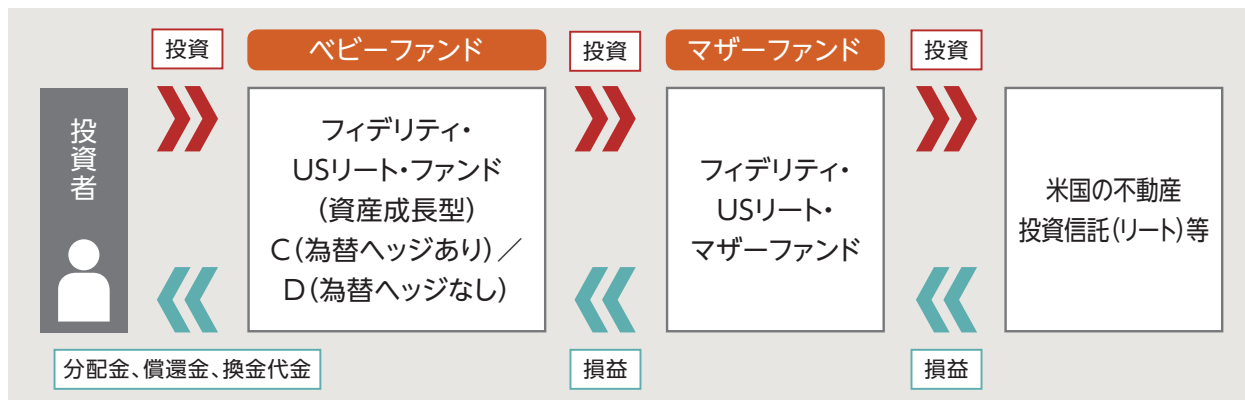 投資
ベビーファンド
投資
マザーファンド
投資
投資者
フィデリティ・
USリート・ファンド
(資産成長型)
C(為替ヘッジあり)/
D(為替ヘッジなし)
フィデリティ・
USリート・
マザーファンド
米国の不動産
投資信託(リート)等
分配金、償還金、換金代金
損益
損益